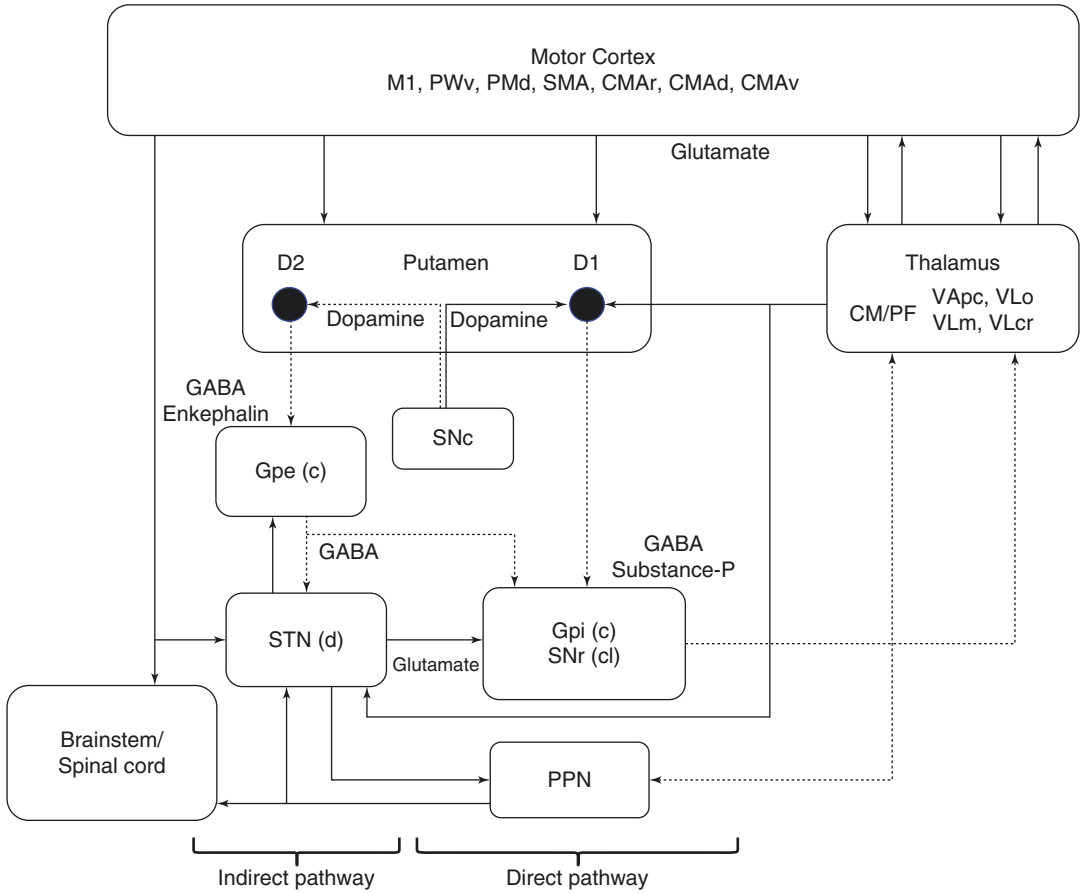 Motor Cortex
M1, PWv, PMd, SMA, CMAr, CMAd, CMAv
Glutamate
D2
Putamen
D1
Thalamus
CM/PF
VApc, VLo
VLm, VLcr
Dopamine
Dopamine
GABA
Enkephalin
SNc
Gpe (c)
GABA
GABA
Substance-P
STN (d)
Glutamate
Gpi (c)
SNr (cl)
Brainstem/
Spinal cord
PPN
Indirect pathway
Direct pathway